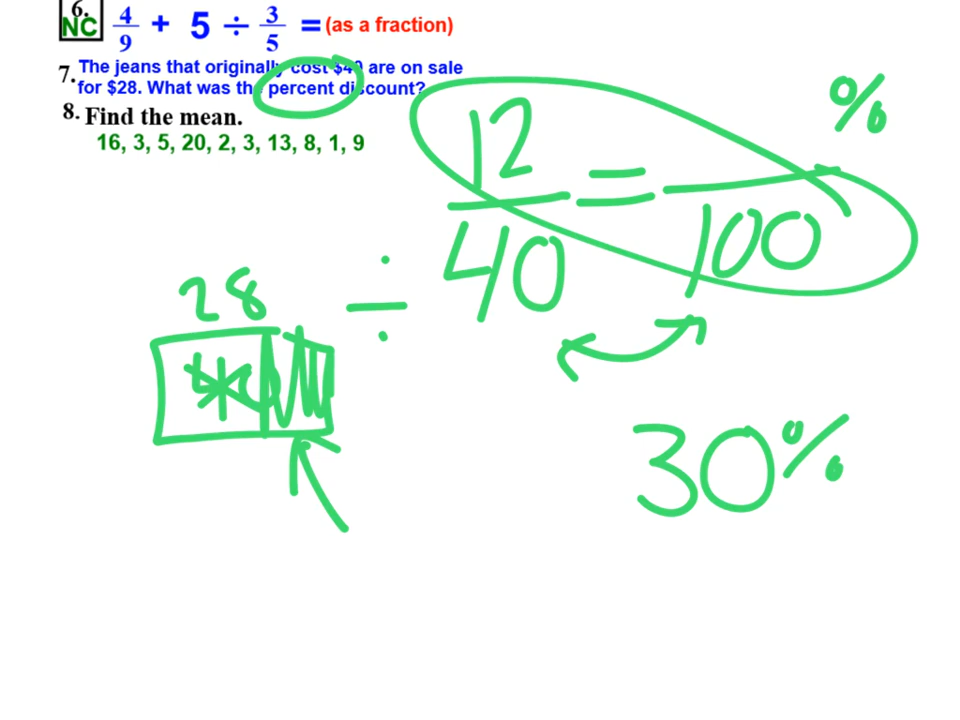 6.
NC 4/9 + 5 ÷ 3/5 = (as a fraction)
7. The jeans that originally cost $40 are on sale
for $28. What was the percent discount?
8. Find the mean.
16, 3, 5, 20, 2, 3, 13, 8, 1, 9
%
12/40 = /100
28 ÷
30%